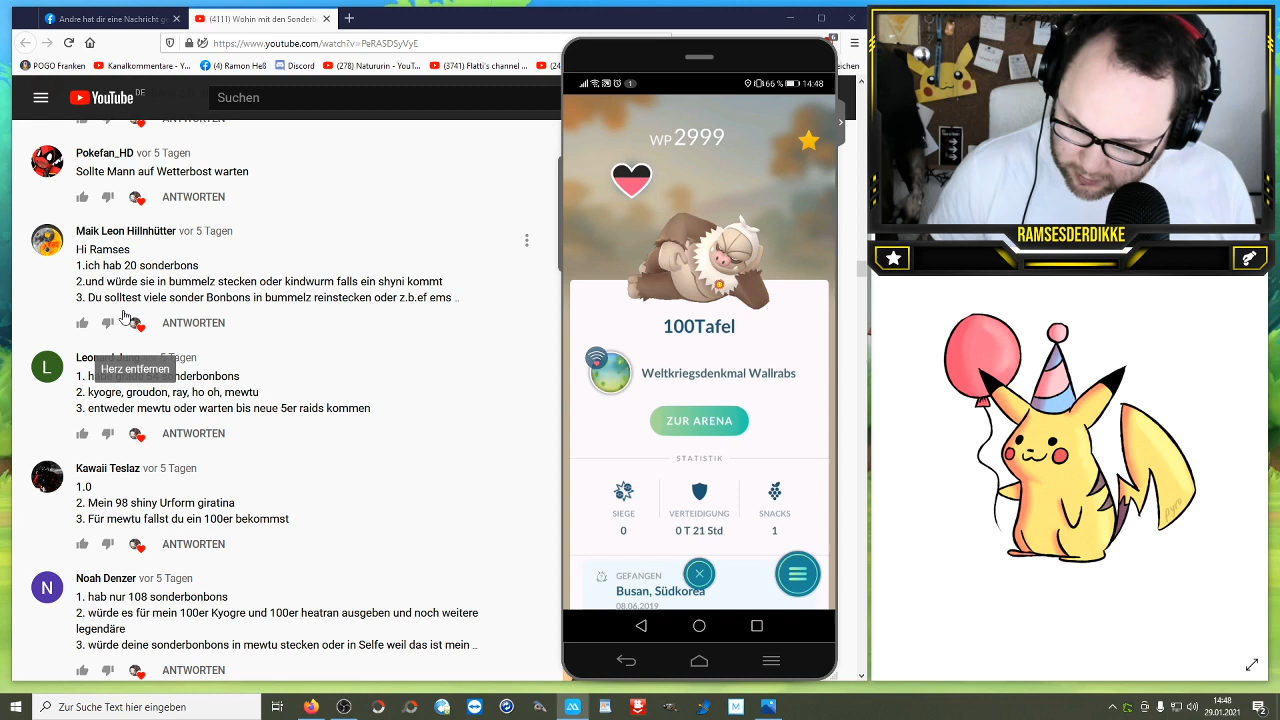 Andre hat dir eine Nachricht g
(4111) Wohin mit den Sonderb
https://www.youtube.com/watch?v=PeRASDSyVyE
POGO Franken
Kanalkommentare - Y...
(4) Ramon Heß
Discord
(278) Natururin - YouT...
(3741) Flatti's channel ...
YouTube DE
Suchen
ANTWORTEN
Pokefan_HD vor 5 Tagen
Sollte Mann auf Wetterbost warten
ANTWORTEN
Maik Leon Hillnhütter vor 5 Tagen
Hi Ramses
1.ich hab 20 sonderbons
2.und würde sie in bummelz stecken oder kindwurm falls ein shyni kommt
3. Du solltest viele sonder Bonbons in bummelz reinstecken oder z.b.ef ems ..
ANTWORTEN
Leonard Jung vor 5 Tagen
Herz entfernen
2. kyogre, groudon, ray, ho oh, mewtu
3. entweder mewtu oder warten bis neue 5er raids kommen
ANTWORTEN
Kawaii Teslaz vor 5 Tagen
1.0
2. Mein 98 shiny Urform giratina
3. Für mewtu fallst du ein 100er bekommst
ANTWORTEN
Noah Denzer vor 5 Tagen
1. hab nur 108 sonderbonbons
2. würde es für mein 100er Kyogre und 100er heatran ausgeben und noch weitere
legendäre
3. würde deine sonderbonbons in mewtu stecken oder in Selfe weil das ist mein ..
ANTWORTEN
L
N
1
66 % 14:48
WP2999
100Tafel
Weltkriegsdenkmal Wallrabs
ZUR ARENA
STATISTIK
SIEGE
VERTEIDIGUNG
SNACKS
0
0 T 21 Std
1
GEFANGEN
Busan, Südkorea
08.06.2019
RAMSESDERDIKKE
Pyro
Zur Suche Text hier eingeben
14:48
29.01.2021